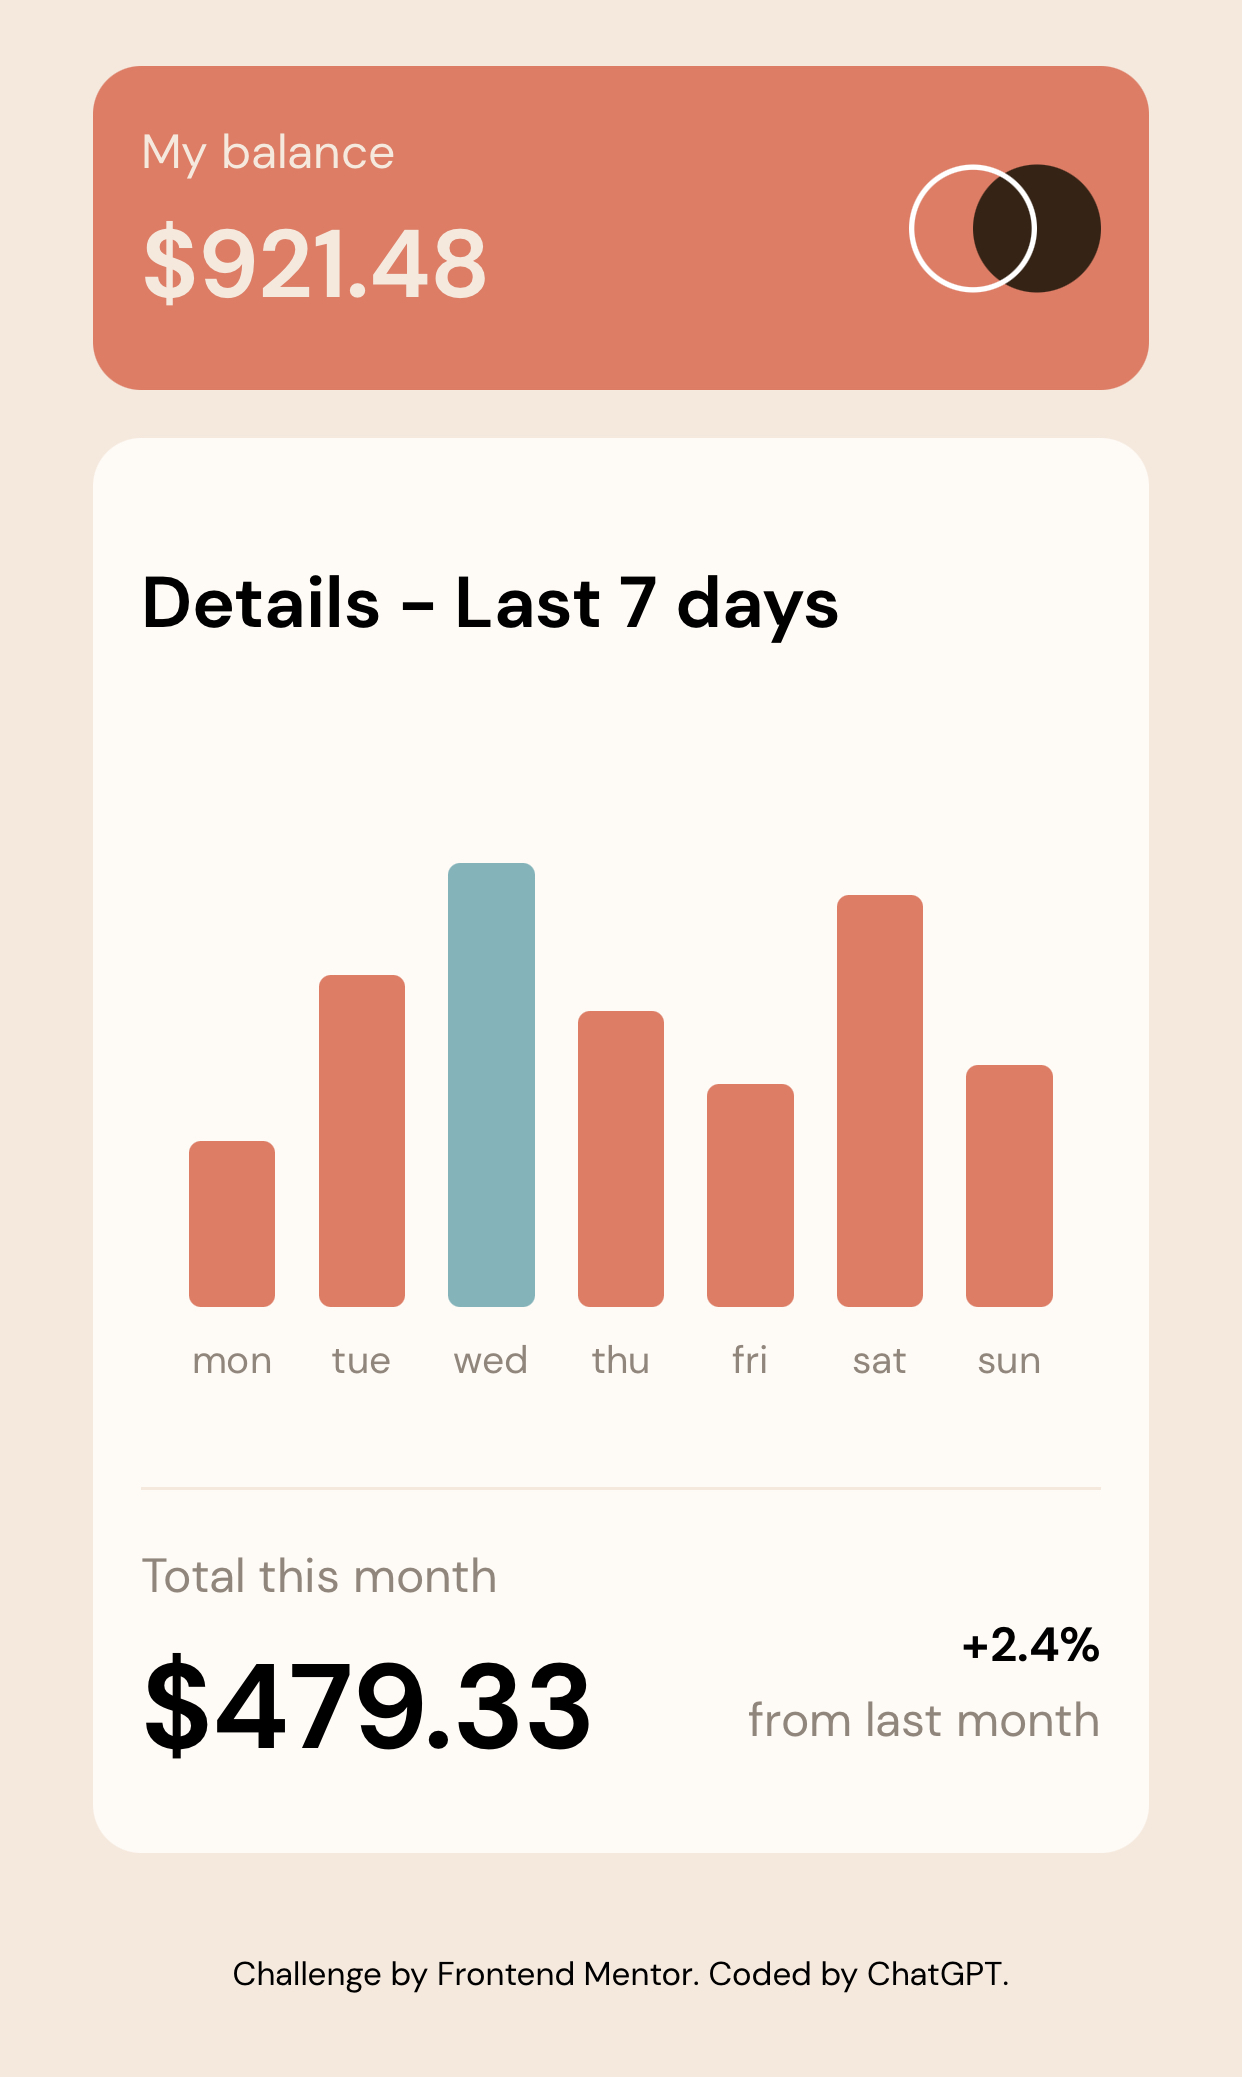 My balance
$921.48
Details - Last 7 days
mon tue wed thu fri sat sun
Total this month
$479.33
+2.4%
from last month
Challenge by Frontend Mentor. Coded by ChatGPT.